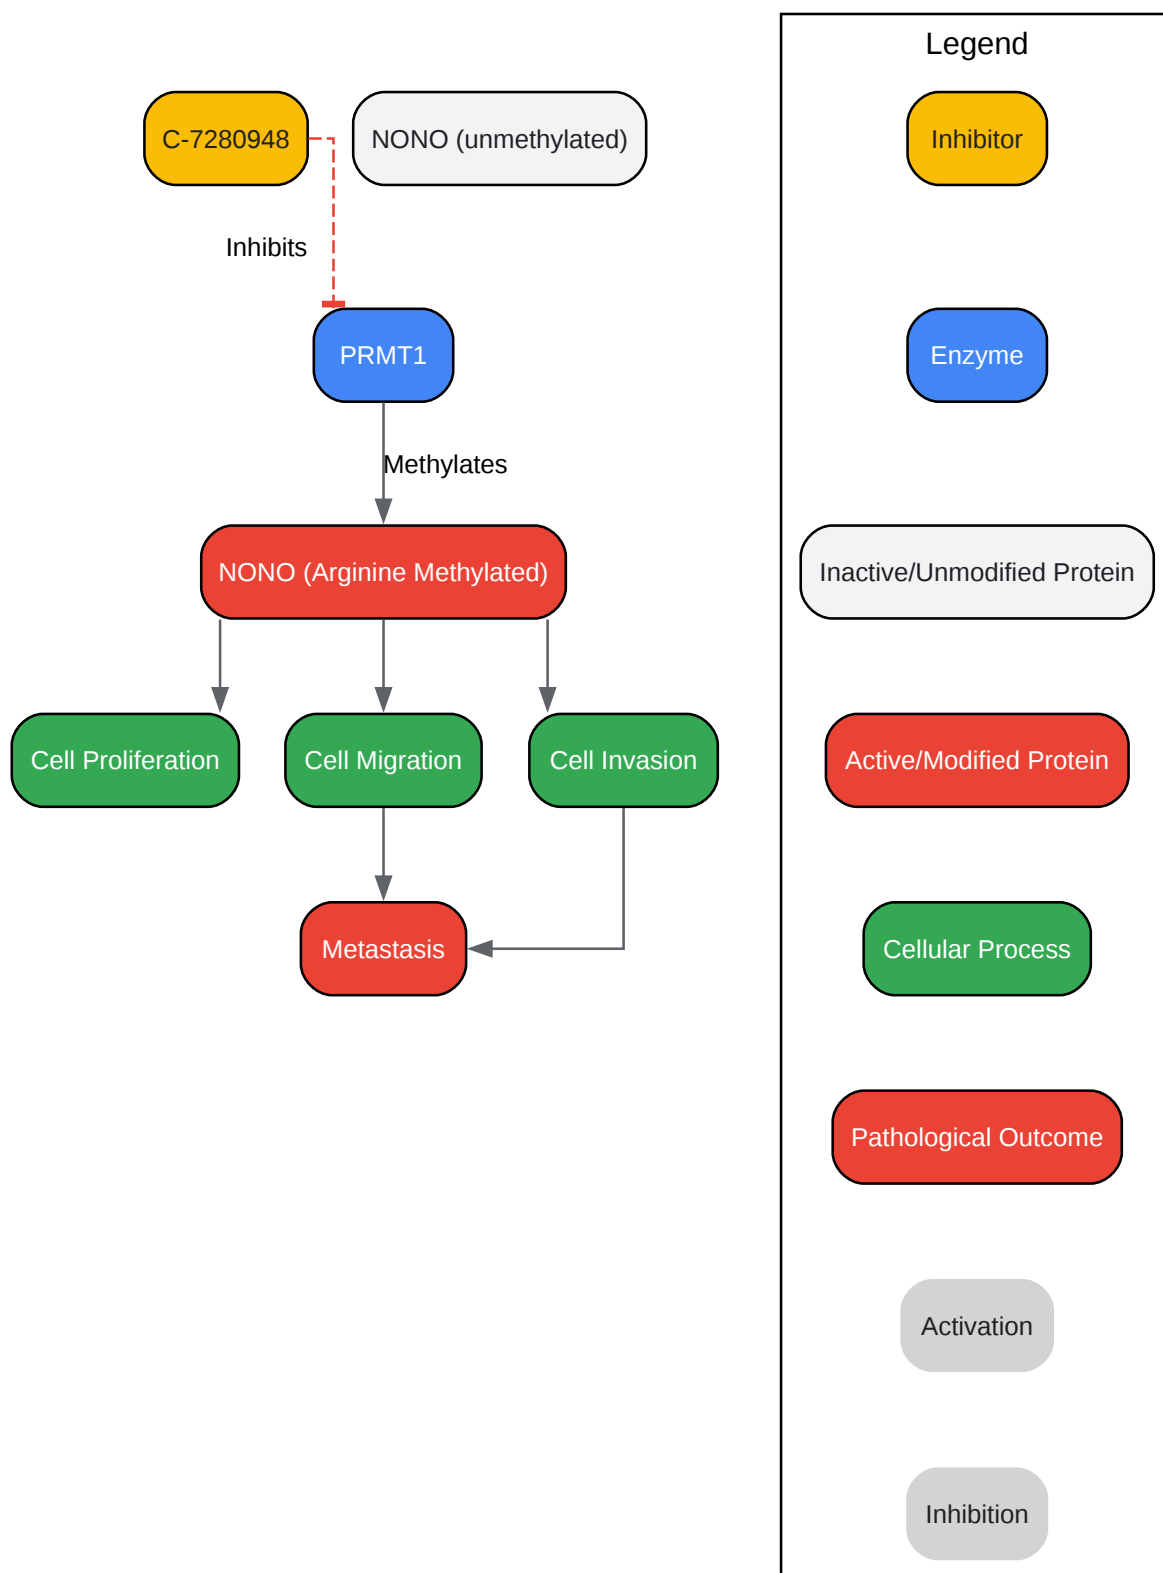 C-7280948
NONO (unmethylated)
Inhibits
PRMT1
Methylates
NONO (Arginine Methylated)
Cell Proliferation
Cell Migration
Cell Invasion
Metastasis
Legend
Inhibitor
Enzyme
Inactive/Unmodified Protein
Active/Modified Protein
Cellular Process
Pathological Outcome
Activation
Inhibition